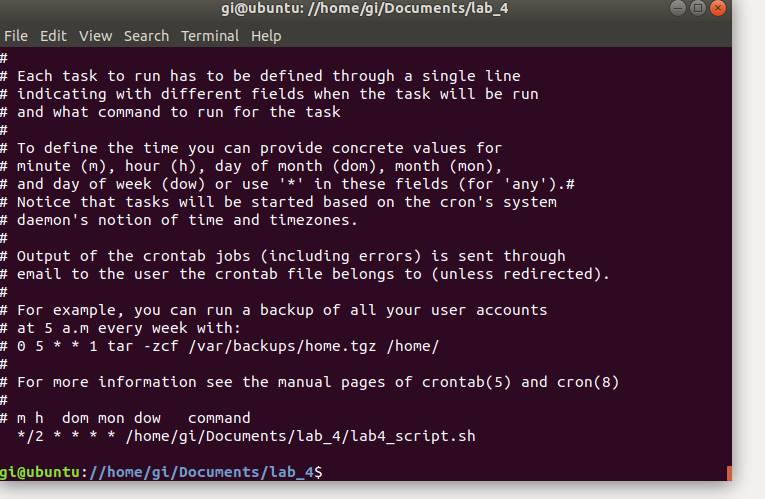 gi@ubuntu: //home/gi/Documents/lab_4
File Edit View Search Terminal Help
#
# Each task to run has to be defined through a single line
# indicating with different fields when the task will be run
# and what command to run for the task
#
# To define the time you can provide concrete values for
# minute (m), hour (h), day of month (dom), month (mon),
# and day of week (dow) or use '*' in these fields (for 'any').#
# Notice that tasks will be started based on the cron's system
# daemon's notion of time and timezones.
#
# Output of the crontab jobs (including errors) is sent through
# email to the user the crontab file belongs to (unless redirected).
#
# For example, you can run a backup of all your user accounts
# at 5 a.m every week with:
# 0 5 * * 1 tar -zcf /var/backups/home.tgz /home/
#
# For more information see the manual pages of crontab(5) and cron(8)
#
# m h  dom mon dow   command
  */2 * * * * /home/gi/Documents/lab_4/lab4_script.sh
gi@ubuntu://home/gi/Documents/lab_4$